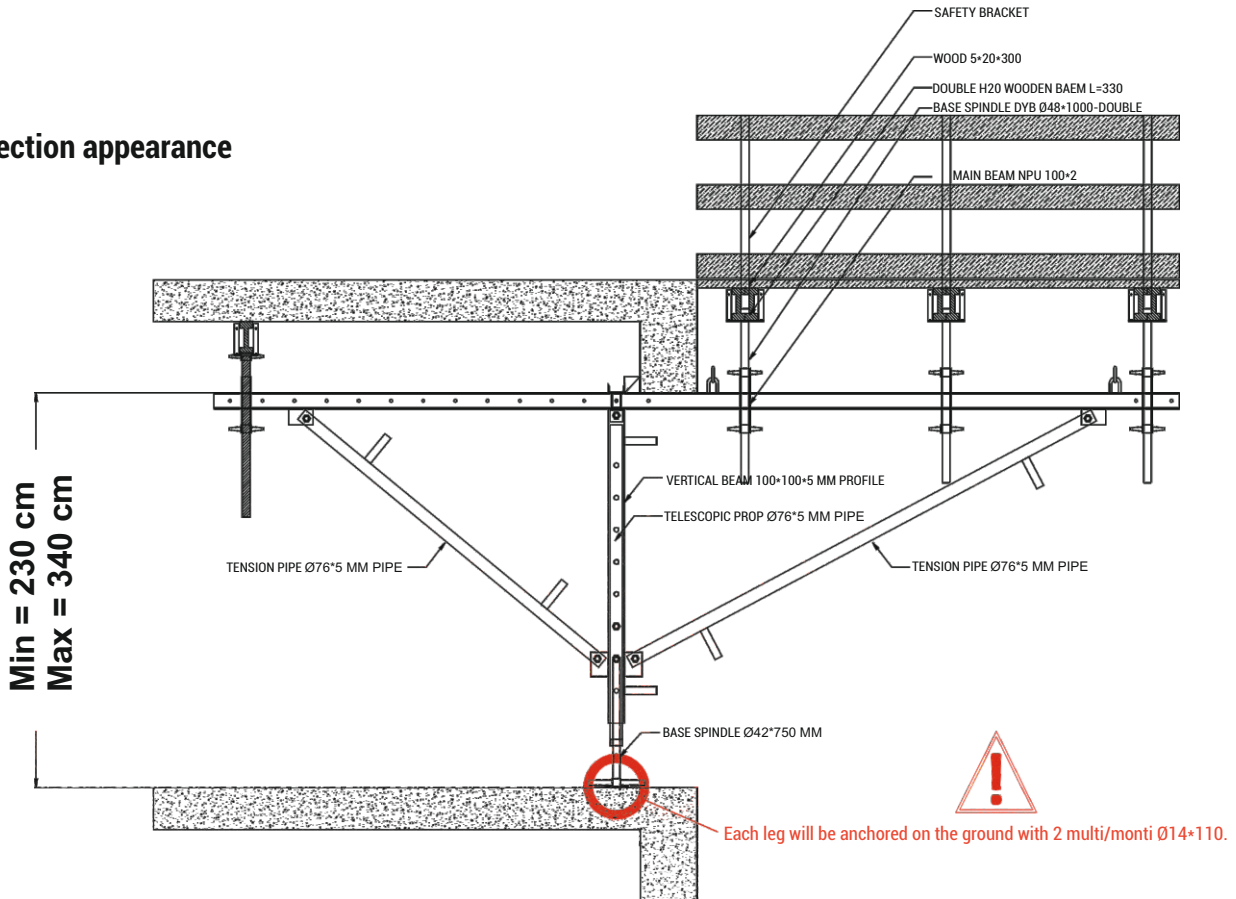 SAFETY BRACKET
WOOD 5*20*300
DOUBLE H20 WOODEN BAEM L=330
BASE SPINDLE DYB Ø48*1000-DOUBLE
ection appearance
MAIN BEAM NPU 100*2
VERTICAL BEAM 100*100*5 MM PROFILE
TELESCOPIC PROP Ø76*5 MM PIPE
TENSION PIPE Ø76*5 MM PIPE
TENSION PIPE Ø76*5 MM PIPE
Min = 230 cm
Max = 340 cm
BASE SPINDLE Ø42*750 MM
Each leg will be anchored on the ground with 2 multi/monti Ø14*110.